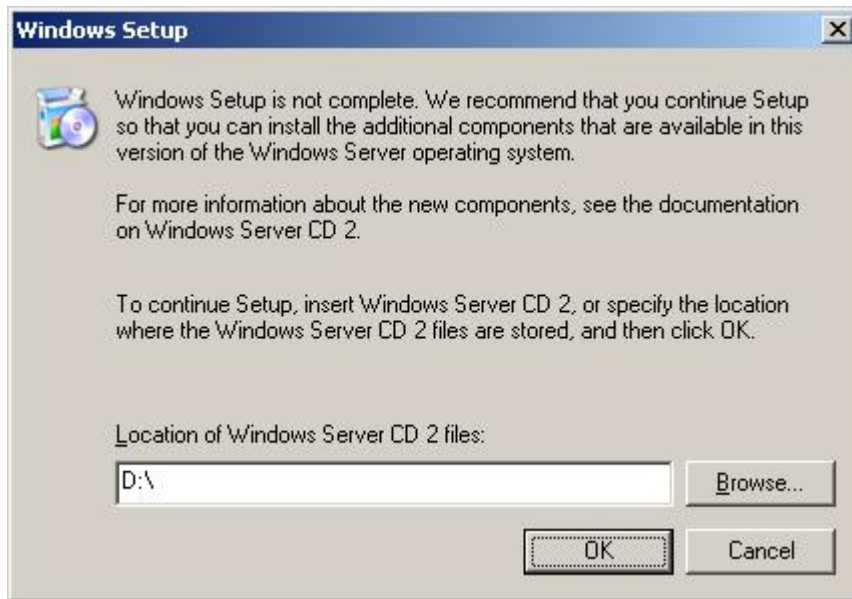 Windows Setup
Windows Setup is not complete. We recommend that you continue Setup
so that you can install the additional components that are available in this
version of the Windows Server operating system.
For more information about the new components, see the documentation
on Windows Server CD 2.
To continue Setup, insert Windows Server CD 2, or specify the location
where the Windows Server CD 2 files are stored, and then click OK.
Location of Windows Server CD 2 files:
D:\
Browse...
OK
Cancel